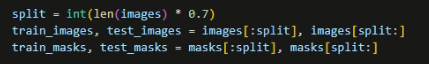 split = int(len(images) * 0.7)
train_images, test_images = images[:split], images[split:]
train_masks, test_masks = masks[:split], masks[split:]